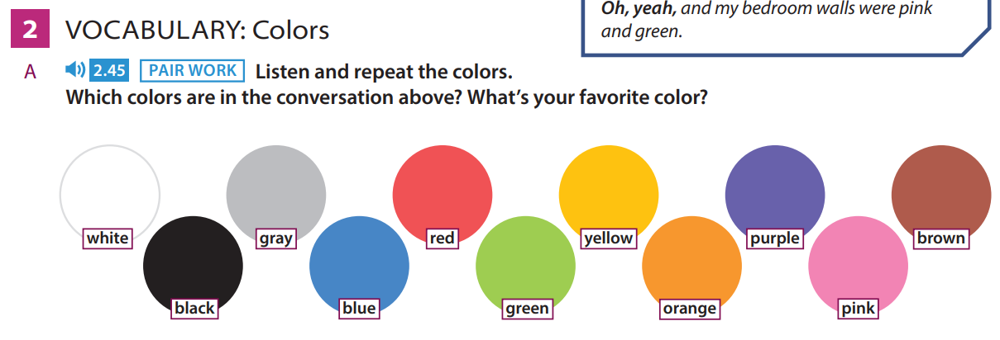 Oh, yeah, and my bedroom walls were pink
and green.
2 VOCABULARY: Colors
A 2.45 PAIR WORK Listen and repeat the colors.
Which colors are in the conversation above? What's your favorite color?
white gray red yellow purple brown
black blue green orange pink